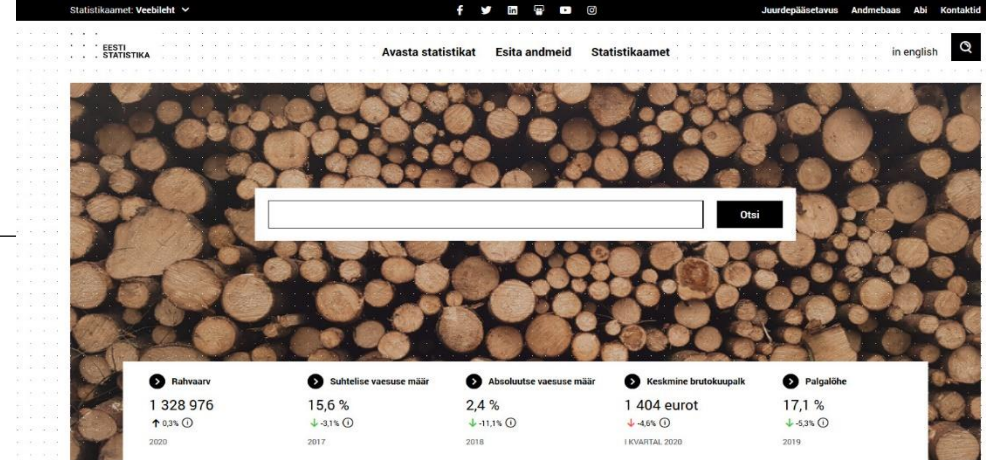 Statistikaamet: Veebileht
Juurdepääsetavus Andmebaas Abi Kontaktid
EESTI
STATISTIKA
Avasta statistikat Esita andmeid Statistikaamet
in english
Otsi
Rahvaarv
1 328 976
0,3%
2020
Suhtelise vaesuse määr
15,6 %
-3,1%
2017
Absoluutse vaesuse määr
2,4 %
-11,1%
2018
Keskmine brutokuupalk
1 404 eurot
-4,6%
I KVARTAL 2020
Palgalõhe
17,1 %
-5,3%
2019